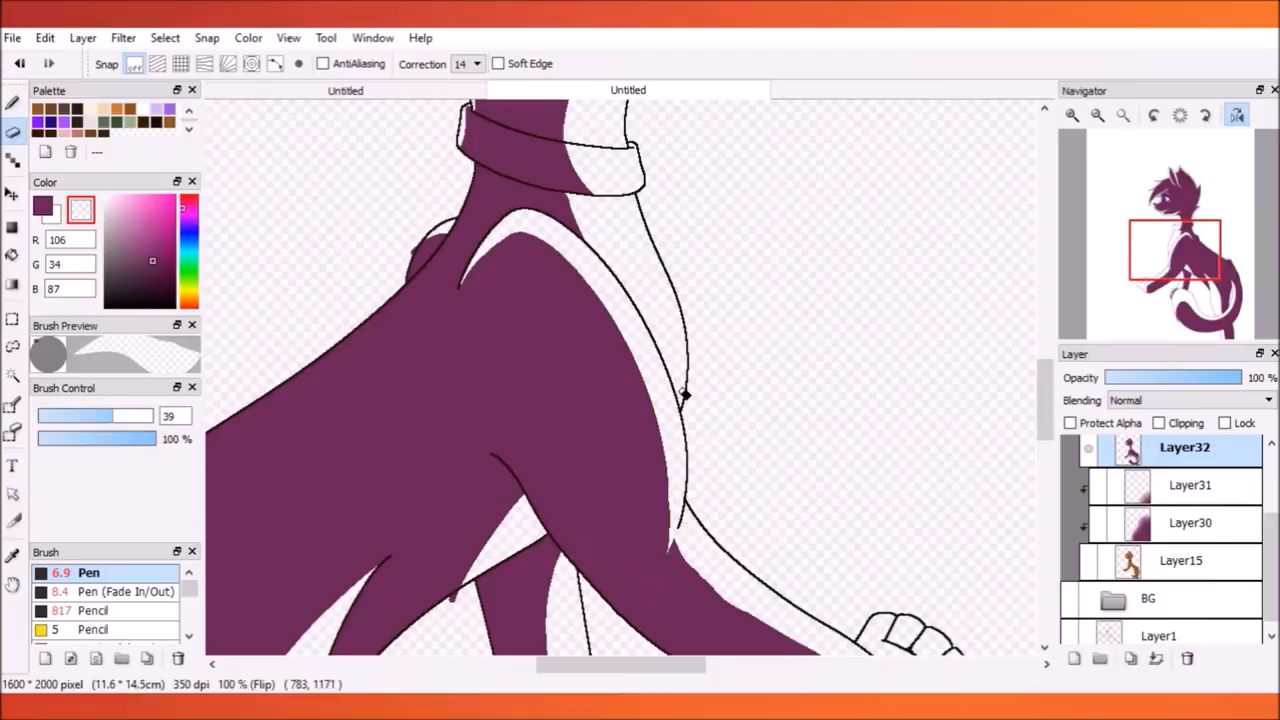 File Edit Layer Filter Select Snap Color View Tool Window Help
Snap off AntiAliasing Correction 14 Soft Edge
Palette
Untitled Untitled
Navigator
---
Color
R 106
G 34
B 87
Brush Preview
Brush Control
39
100 %
Layer
Opacity 100 %
Blending Normal
Protect Alpha Clipping Lock
Layer32
Layer31
Layer30
Layer15
BG
Layer1
Brush
6.9 Pen
8.4 Pen (Fade In/Out)
817 Pencil
5 Pencil
1600 * 2000 pixel (11.6 * 14.5cm) 350 dpi 100 % (Flip) ( 783, 1171 )